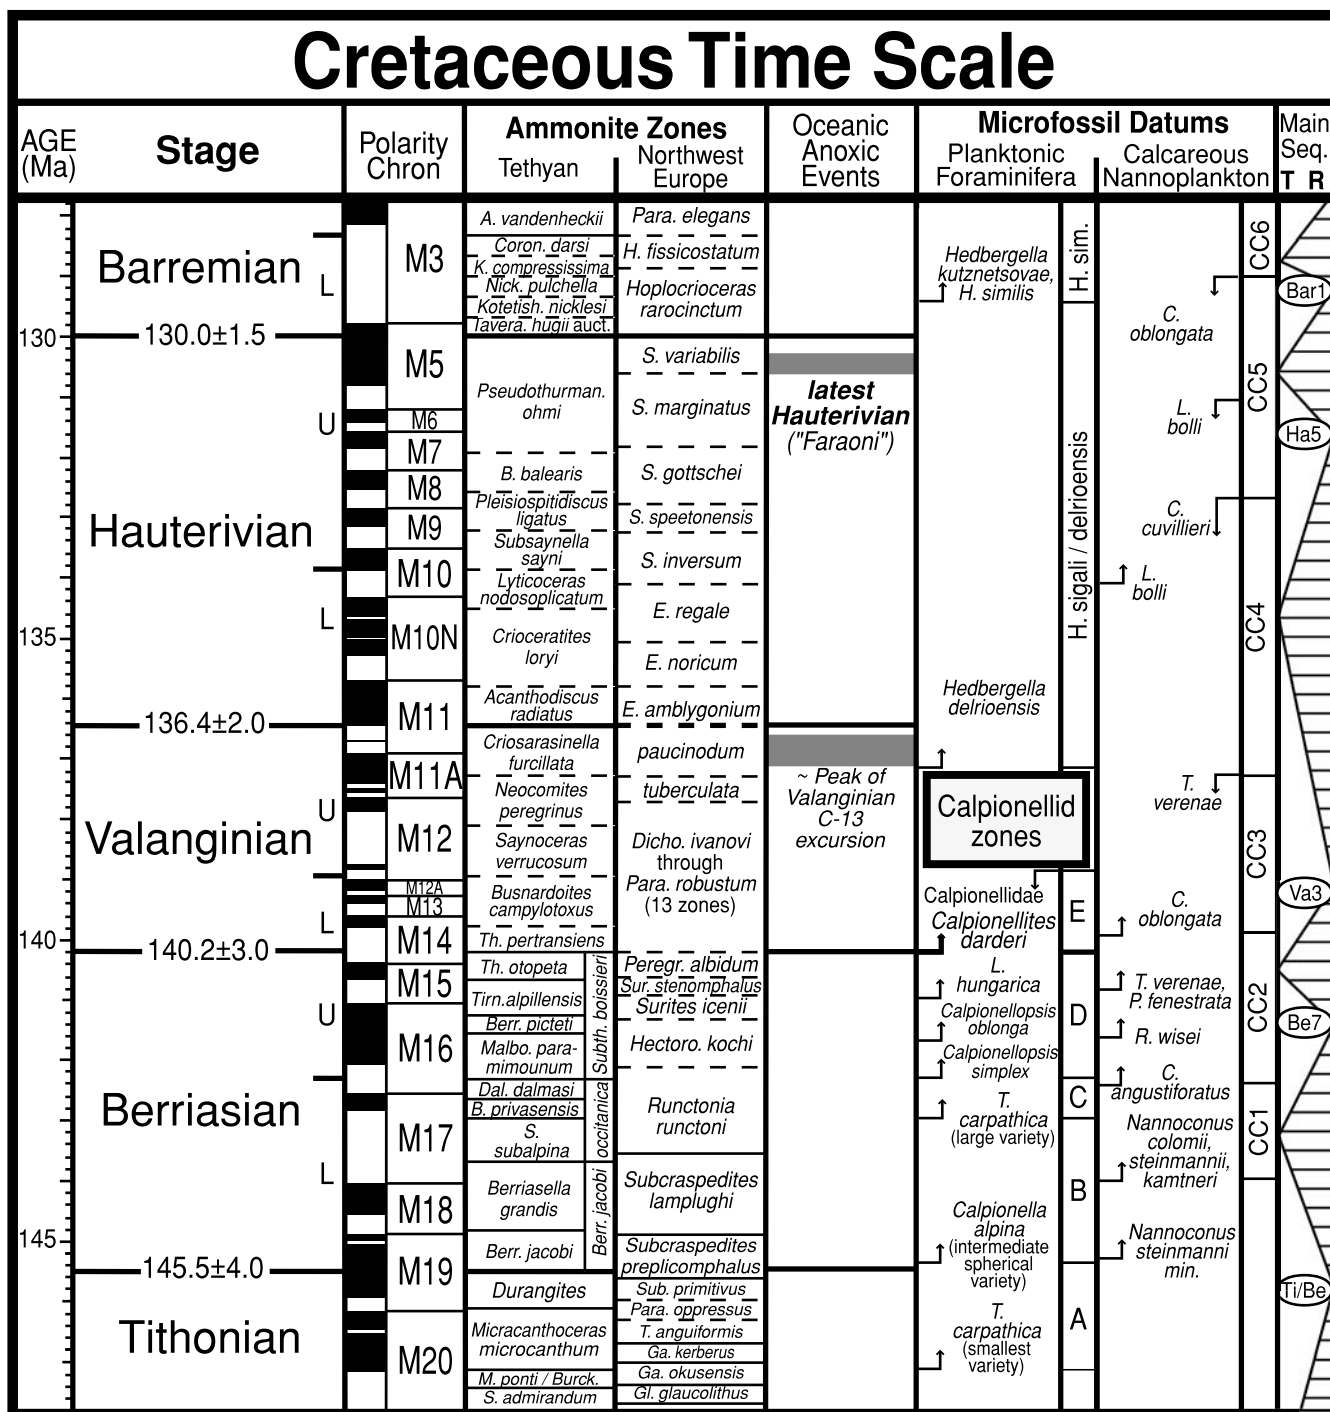 Cretaceous Time Scale
AGE
(Ma)
Stage
Polarity
Chron
Ammonite Zones
Tethyan
Northwest
Europe
Oceanic
Anoxic
Events
Microfossil Datums
Planktonic
Foraminifera
Calcareous
Nannoplankton
Main
Seq.
T R
130
135
140
145
Barremian
L
130.0±1.5
U
Hauterivian
L
136.4±2.0
U
Valanginian
L
140.2±3.0
U
Berriasian
L
145.5±4.0
Tithonian
M3
M5
M6
M7
M8
M9
M10
M10N
M11
M11A
M12
M12A
M13
M14
M15
M16
M17
M18
M19
M20
A. vandenheckii
Coron. darsi
K. compressissima
Nick. pulchella
Kotetish. nicklesi
Tavera. hugii auct.
Pseudothurman.
ohmi
B. balearis
Pleisiospitidiscus
ligatus
Subsaynella
sayni
Lyticoceras
nodosoplicatum
Crioceratites
loryi
Acanthodiscus
radiatus
Criosarasinella
furcillata
Neocomites
peregrinus
Saynoceras
verrucosum
Busnardoites
campylotoxus
Th. pertransiens
Th. otopeta
Tirn.alpillensis
Berr. picteti
Malbo. para-
mimounum
Dal. dalmasi
B. privasensis
S.
subalpina
Berriasella
grandis
Berr. jacobi
Durangites
Micracanthoceras
microcanthum
M. ponti / Burck.
S. admirandum
Subth. boissieri
occitanica
Berr. jacobi
Para. elegans
H. fissicostatum
Hoplocrioceras
rarocinctum
S. variabilis
S. marginatus
S. gottschei
S. speetonensis
S. inversum
E. regale
E. noricum
E. amblygonium
paucinodum
tuberculata
Dicho. ivanovi
through
Para. robustum
(13 zones)
Peregr. albidum
Sur. stenomphalus
Surites icenii
Hectoro. kochi
Runctonia
runctoni
Subcraspedites
lamplughi
Subcraspedites
preplicomphalus
Sub. primitivus
Para. oppressus
T. anguiformis
Ga. kerberus
Ga. okusensis
Gl. glaucolithus
latest
Hauterivian
("Faraoni")
~ Peak of
Valanginian
C-13
excursion
Hedbergella
kutznetsovae,
H. similis
Hedbergella
delrioensis
Calpionellid
zones
Calpionellidae
Calpionellites
darderi
L.
hungarica
Calpionellopsis
oblonga
Calpionellopsis
simplex
T.
carpathica
(large variety)
Calpionella
alpina
(intermediate
spherical
variety)
T.
carpathica
(smallest
variety)
H. sim.
H. sigali / delrioensis
E
D
C
B
A
C.
oblongata
L.
bolli
C.
cuvillieri
L.
bolli
T.
verenae
C.
oblongata
T. verenae,
P. fenestrata
R. wisei
C.
angustiforatus
Nannoconus
colomii,
steinmannii,
kamtneri
Nannoconus
steinmanni
min.
CC6
CC5
CC4
CC3
CC2
CC1
Bar1
Ha5
Va3
Be7
Ti/Be